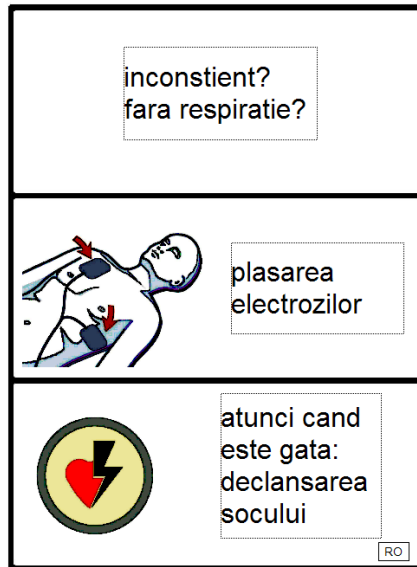 inconstient?
fara respiratie?
plasarea
electrozilor
atunci cand
este gata:
declansarea
socului
RO